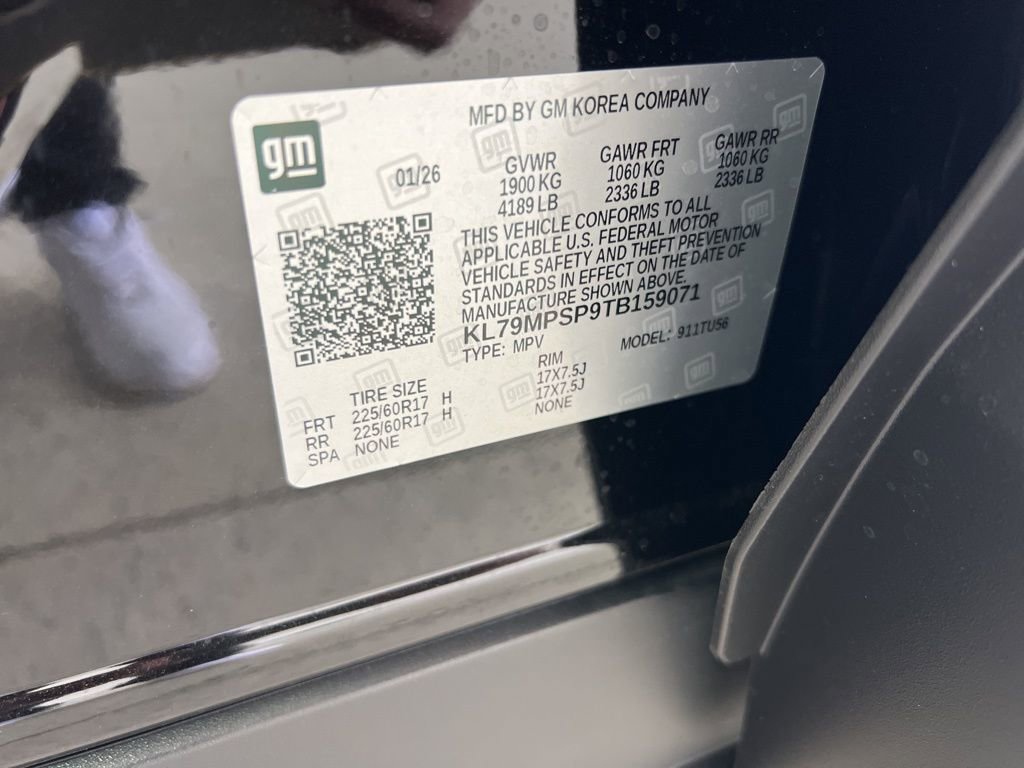 MFD BY GM KOREA COMPANY
gm
01/26
GVWR GAWR FRT GAWR RR
1900 KG 1060 KG 1060 KG
4189 LB 2336 LB 2336 LB
THIS VEHICLE CONFORMS TO ALL
APPLICABLE U.S. FEDERAL MOTOR
VEHICLE SAFETY AND THEFT PREVENTION
STANDARDS IN EFFECT ON THE DATE OF
MANUFACTURE SHOWN ABOVE.
KL79MPSP9TB159071
TYPE: MPV MODEL: 911TU56
TIRE SIZE RIM
FRT 225/60R17 H 17X7.5J
RR 225/60R17 H 17X7.5J
SPA NONE NONE